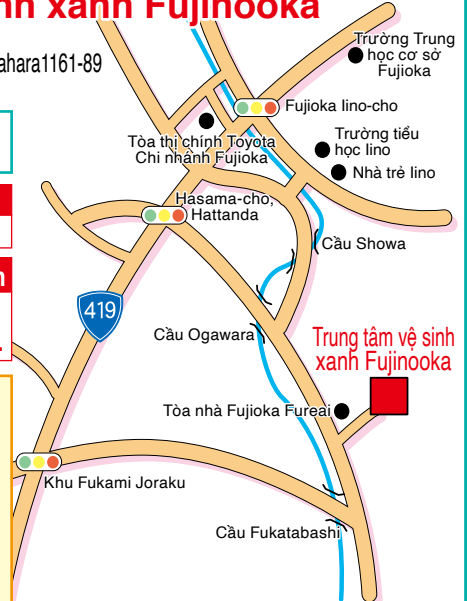 nh xanh Fujinooka
ahara1161-89
Trường Trung
học cơ sở
Fujioka
Fujioka Iino-cho
Tòa thị chính Toyota
Chi nhánh Fujioka
Trường tiểu
học Iino
Nhà trẻ Iino
Hasama-cho,
Hattanda
Cầu Showa
419
Cầu Ogawara
Trung tâm vệ sinh
xanh Fujinooka
Tòa nhà Fujioka Fureai
Khu Fukami Joraku
Cầu Fukatabashi